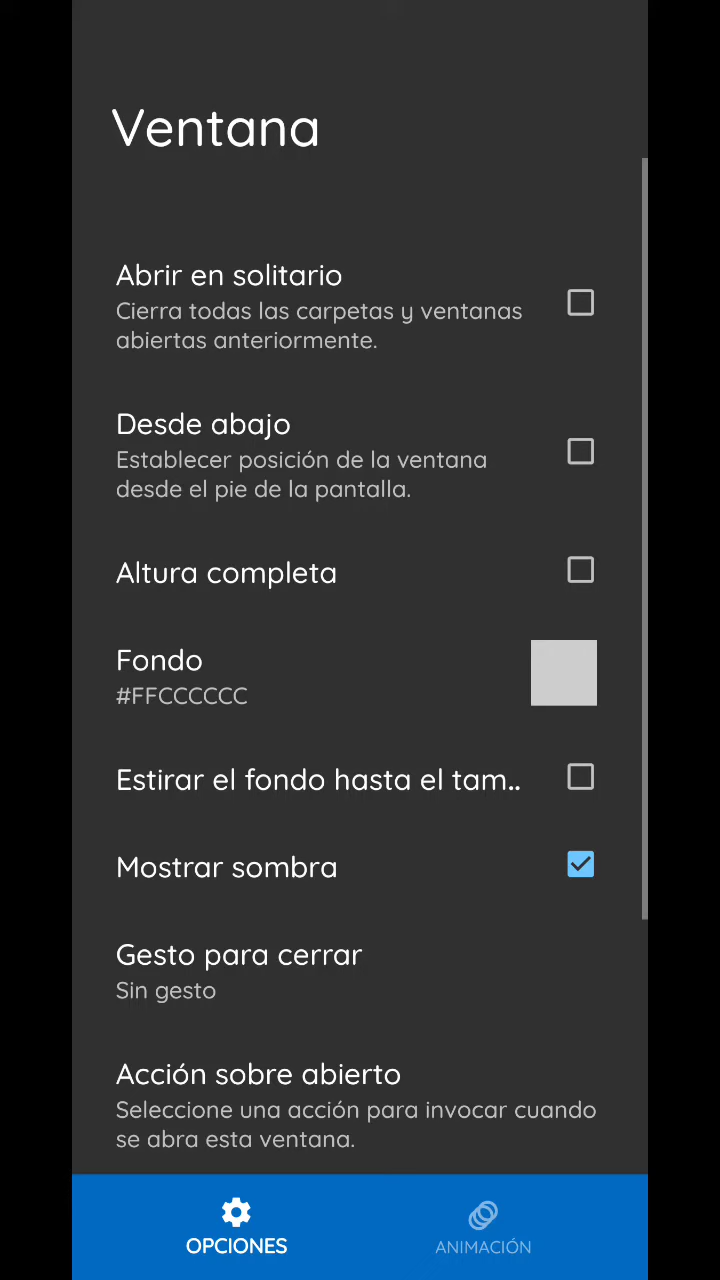 Ventana
Abrir en solitario
Cierra todas las carpetas y ventanas
abiertas anteriormente.
Desde abajo
Establecer posición de la ventana
desde el pie de la pantalla.
Altura completa
Fondo
#FFCCCCCC
Estirar el fondo hasta el tam..
Mostrar sombra
Gesto para cerrar
Sin gesto
Acción sobre abierto
Seleccione una acción para invocar cuando
se abra esta ventana.
OPCIONES
ANIMACIÓN